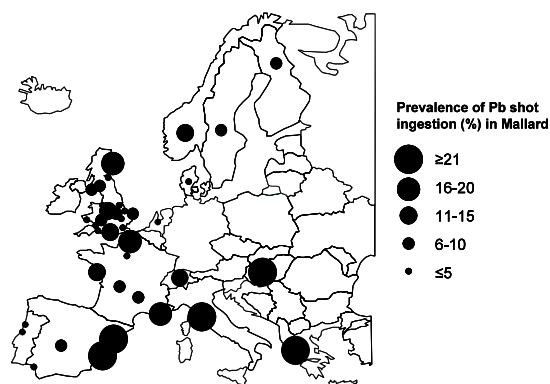 Prevalence of Pb shot
ingestion (%) in Mallard
≥21
16-20
11-15
6-10
≤5